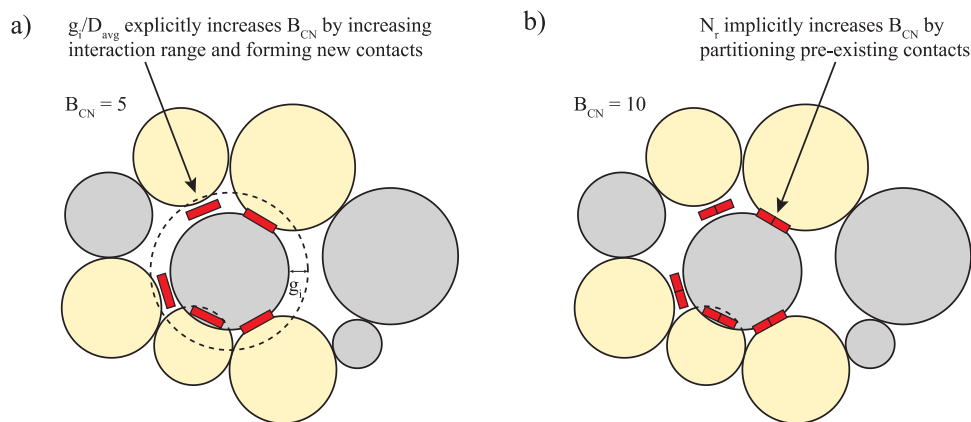 a)
g_i/D_avg explicitly increases B_CN by increasing
interaction range and forming new contacts
B_CN = 5
g_i
b)
N_r implicitly increases B_CN by
partitioning pre-existing contacts
B_CN = 10